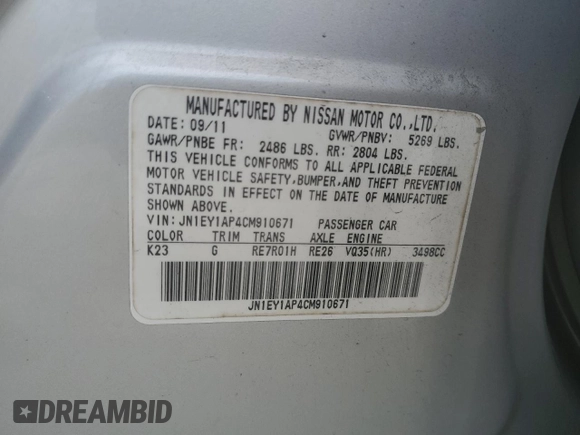 MANUFACTURED BY NISSAN MOTOR CO.,LTD.
DATE: 09/11 GVWR/PNBV: 5269 LBS.
GAWR/PNBE FR: 2486 LBS. RR: 2804 LBS.
THIS VEHICLE CONFORMS TO ALL APPLICABLE FEDERAL
MOTOR VEHICLE SAFETY,BUMPER,AND THEFT PREVENTION
STANDARDS IN EFFECT ON THE DATE OF MANUFACTURE
SHOWN ABOVE.
VIN: JN1EY1AP4CM910671 PASSENGER CAR
COLOR TRIM TRANS AXLE ENGINE
K23 G RE7R01H RE26 VQ35(HR) 3498CC
JN1EY1AP4CM910671
DREAMBID